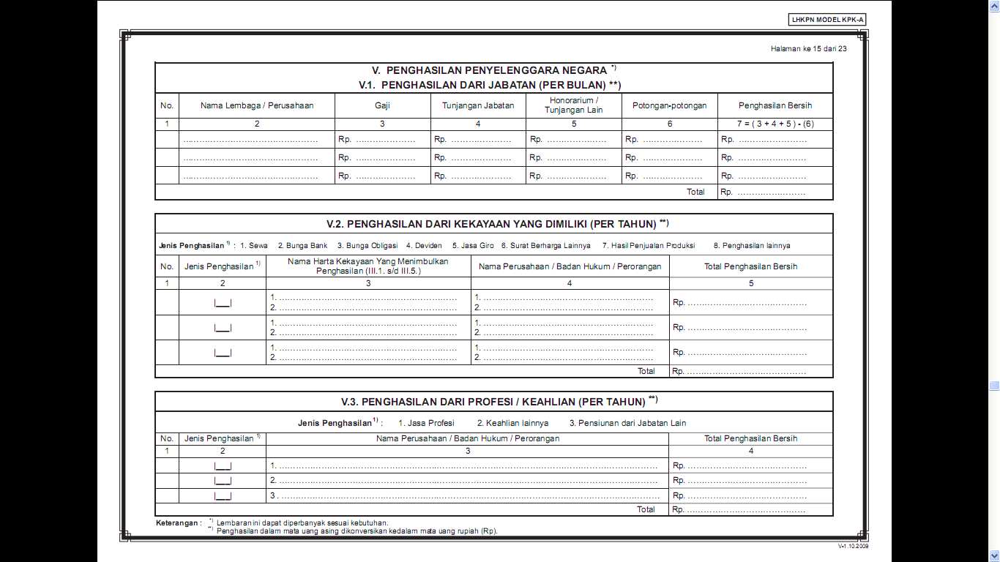 LHKPN MODEL KPK-A
Halaman ke 15 dari 23
V. PENGHASILAN PENYELENGGARA NEGARA *)
V.1. PENGHASILAN DARI JABATAN (PER BULAN) **)
No. Nama Lembaga / Perusahaan Gaji Tunjangan Jabatan Honorarium / Tunjangan Lain Potongan-potongan Penghasilan Bersih
1 2 3 4 5 6 7 = ( 3 + 4 + 5 ) - (6)
.......................................... Rp. ..................... Rp. ..................... Rp. ..................... Rp. ..................... Rp. .....................
.......................................... Rp. ..................... Rp. ..................... Rp. ..................... Rp. ..................... Rp. .....................
.......................................... Rp. ..................... Rp. ..................... Rp. ..................... Rp. ..................... Rp. .....................
Total Rp. .....................
V.2. PENGHASILAN DARI KEKAYAAN YANG DIMILIKI (PER TAHUN) **)
Jenis Penghasilan 1) : 1. Sewa 2. Bunga Bank 3. Bunga Obligasi 4. Deviden 5. Jasa Giro 6. Surat Berharga Lainnya 7. Hasil Penjualan Produksi 8. Penghasilan lainnya
No. Jenis Penghasilan 1) Nama Harta Kekayaan Yang Menimbulkan Penghasilan (III.1. s/d III.5.) Nama Perusahaan / Badan Hukum / Perorangan Total Penghasilan Bersih
1 2 3 4 5
|___| 1. .......................................... 1. .......................................... Rp. .....................
2. .......................................... 2. ..........................................
|___| 1. .......................................... 1. .......................................... Rp. .....................
2. .......................................... 2. ..........................................
|___| 1. .......................................... 1. .......................................... Rp. .....................
2. .......................................... 2. ..........................................
Total Rp. .....................
V.3. PENGHASILAN DARI PROFESI / KEAHLIAN (PER TAHUN) **)
Jenis Penghasilan 1) : 1. Jasa Profesi 2. Keahlian lainnya 3. Pensiunan dari Jabatan Lain
No. Jenis Penghasilan 1) Nama Perusahaan / Badan Hukum / Perorangan Total Penghasilan Bersih
1 2 3 4
|___| 1. .......................................... Rp. .....................
|___| 2. .......................................... Rp. .....................
|___| 3 . .......................................... Rp. .....................
Total Rp. .....................
Keterangan : *) Lembaran ini dapat diperbanyak sesuai kebutuhan.
**) Penghasilan dalam mata uang asing dikonversikan kedalam mata uang rupiah (Rp).
V-1.10.2009